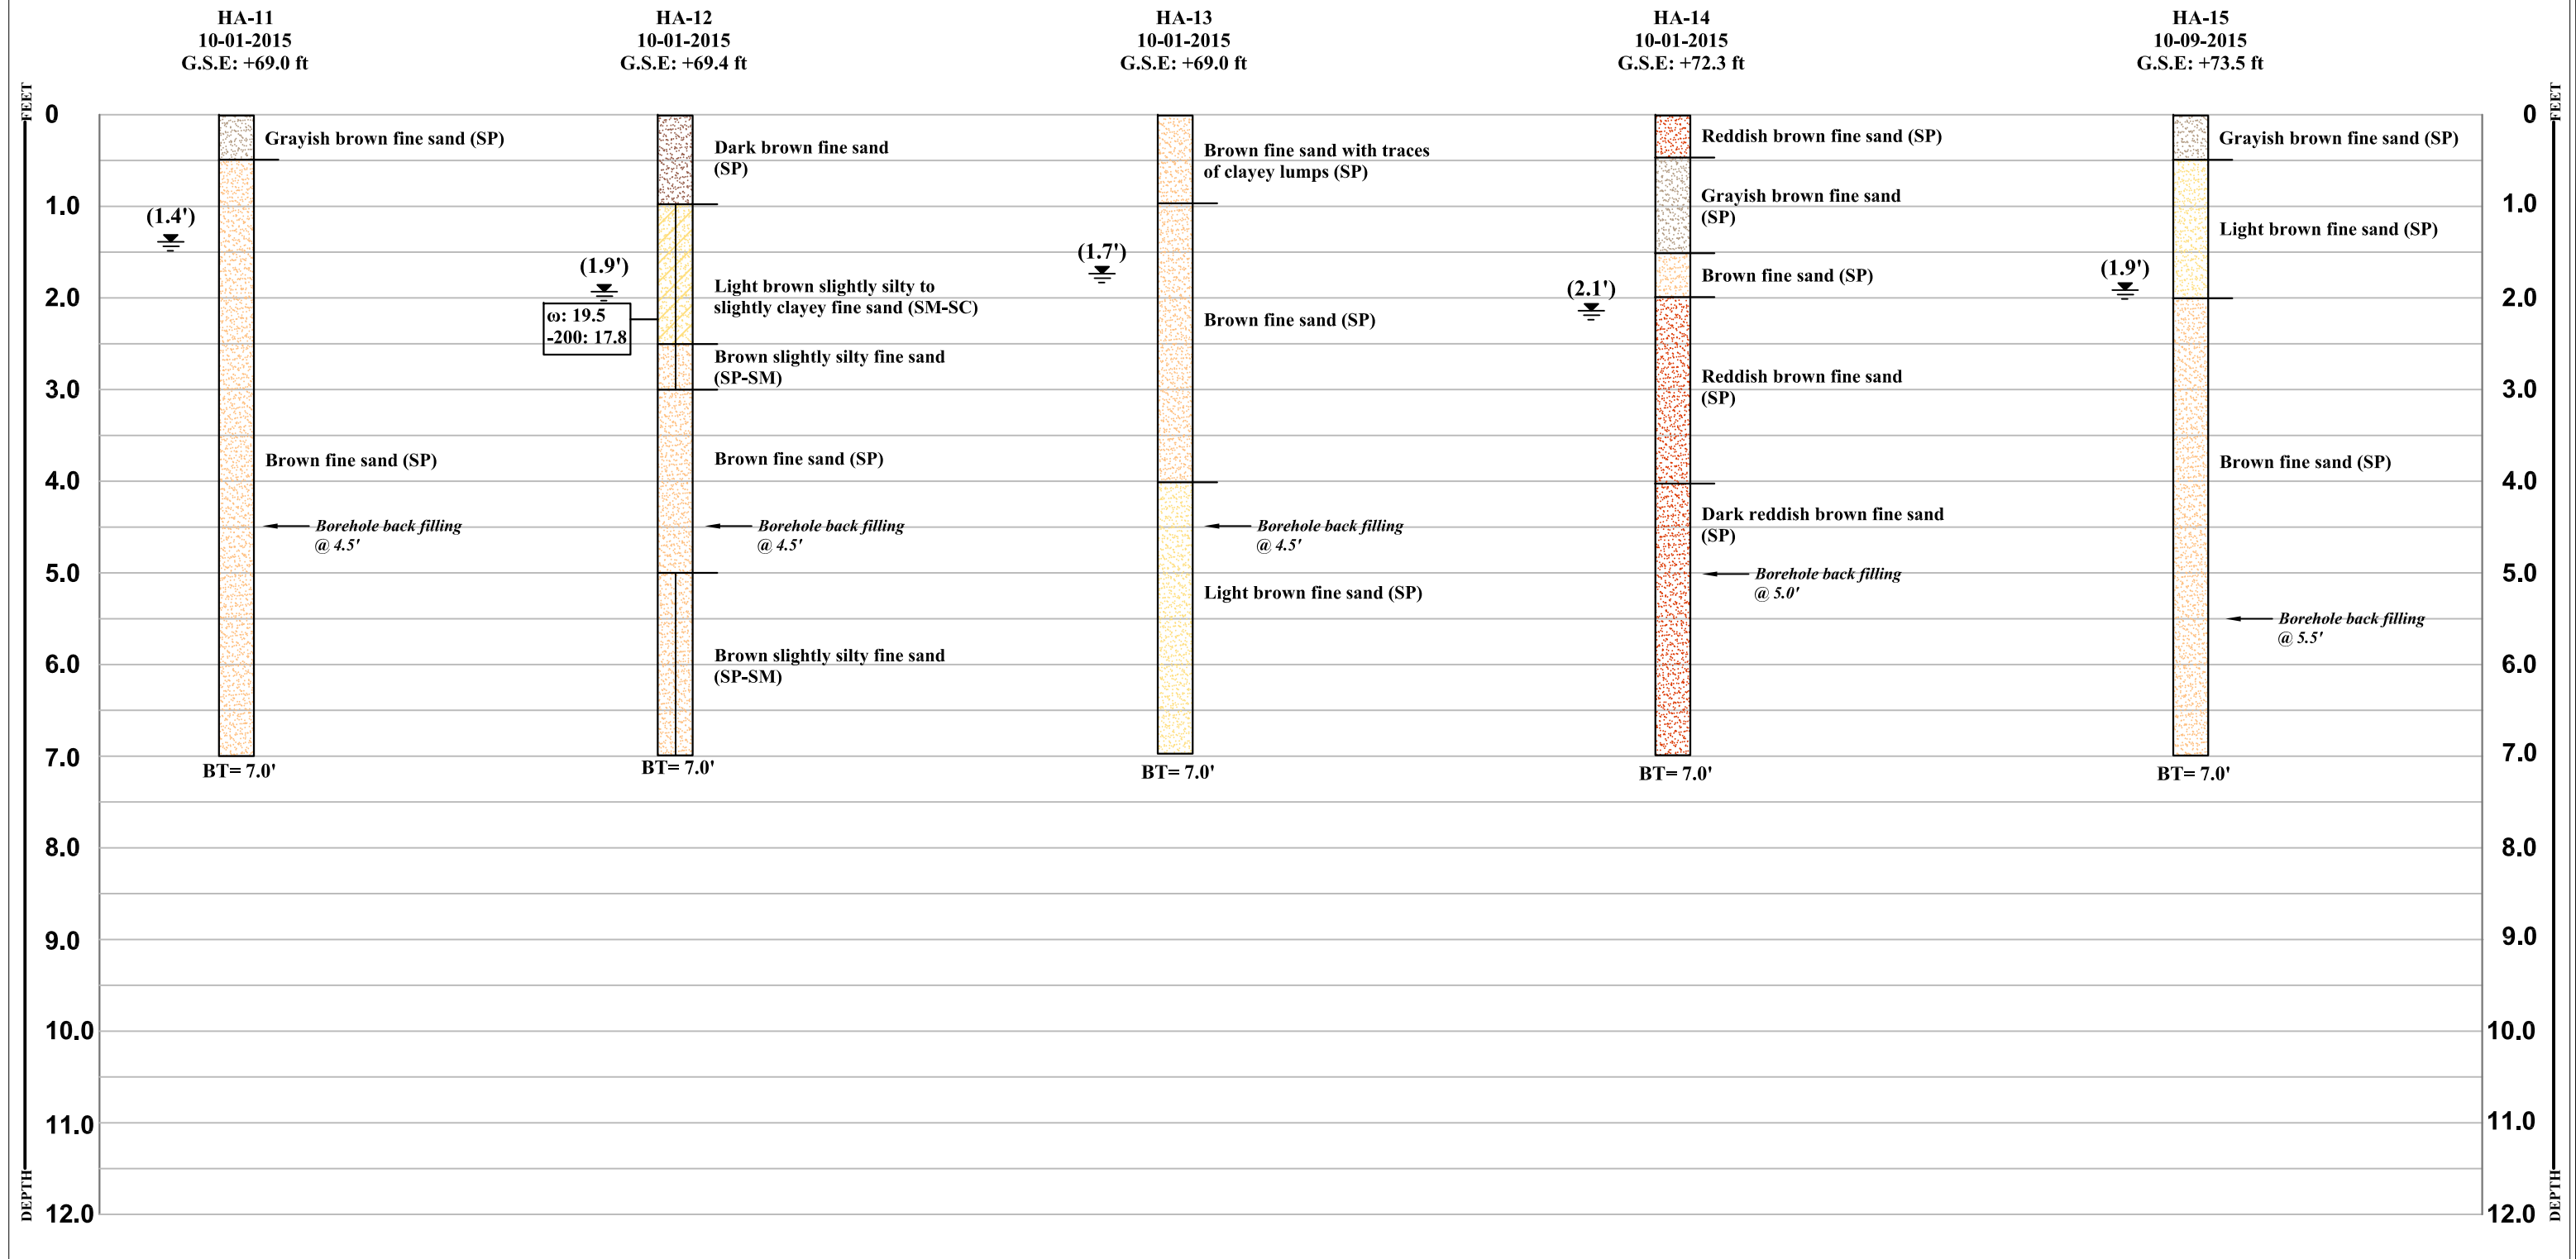 HA-11
10-01-2015
G.S.E: +69.0 ft
HA-12
10-01-2015
G.S.E: +69.4 ft
HA-13
10-01-2015
G.S.E: +69.0 ft
HA-14
10-01-2015
G.S.E: +72.3 ft
HA-15
10-09-2015
G.S.E: +73.5 ft
FEET
0
1.0
2.0
3.0
4.0
5.0
6.0
7.0
8.0
9.0
10.0
11.0
12.0
DEPTH
Grayish brown fine sand (SP)
(1.4')
Brown fine sand (SP)
Borehole back filling
@ 4.5'
BT= 7.0'
Dark brown fine sand
(SP)
(1.9')
ω: 19.5
-200: 17.8
Light brown slightly silty to
slightly clayey fine sand (SM-SC)
Brown slightly silty fine sand
(SP-SM)
Brown fine sand (SP)
Borehole back filling
@ 4.5'
Brown slightly silty fine sand
(SP-SM)
BT= 7.0'
Brown fine sand with traces
of clayey lumps (SP)
(1.7')
Brown fine sand (SP)
Borehole back filling
@ 4.5'
Light brown fine sand (SP)
BT= 7.0'
Reddish brown fine sand (SP)
Grayish brown fine sand
(SP)
Brown fine sand (SP)
(2.1')
Reddish brown fine sand
(SP)
Dark reddish brown fine sand
(SP)
Borehole back filling
@ 5.0'
BT= 7.0'
Grayish brown fine sand (SP)
Light brown fine sand (SP)
(1.9')
Brown fine sand (SP)
Borehole back filling
@ 5.5'
BT= 7.0'
FEET
0
1.0
2.0
3.0
4.0
5.0
6.0
7.0
8.0
9.0
10.0
11.0
12.0
DEPTH